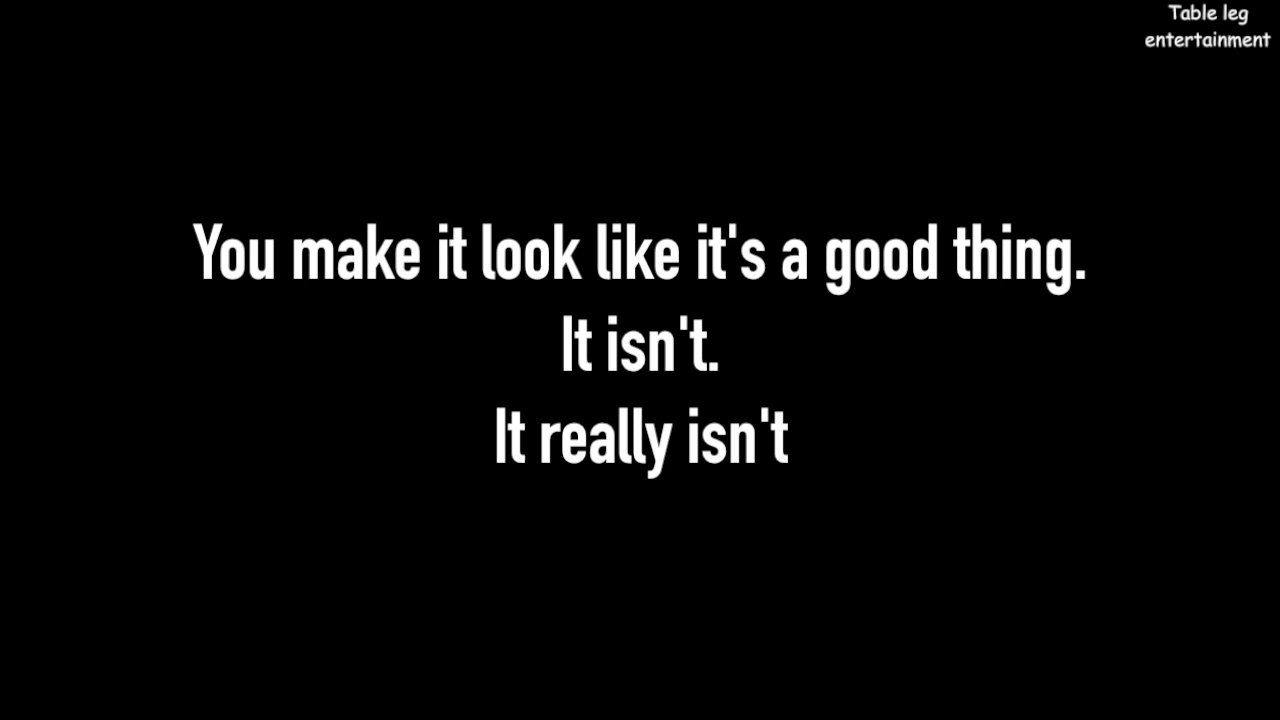 Table leg
entertainment
You make it look like it's a good thing.
It isn't.
It really isn't